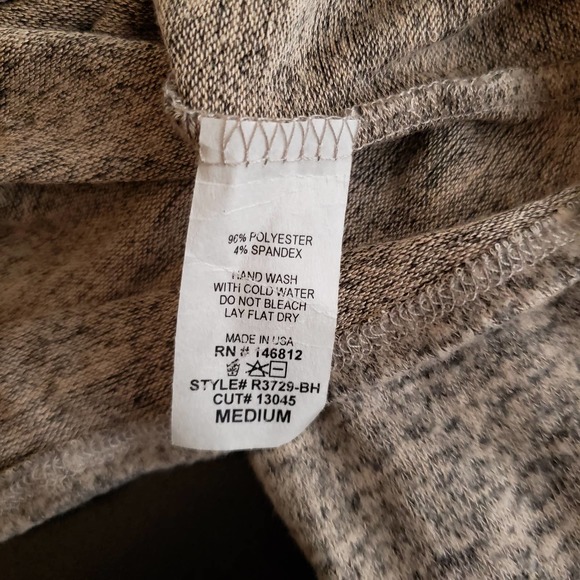 96% POLYESTER
4% SPANDEX
HAND WASH
WITH COLD WATER
DO NOT BLEACH
LAY FLAT DRY
MADE IN USA
RN # 146812
STYLE# R3729-BH
CUT# 13045
MEDIUM